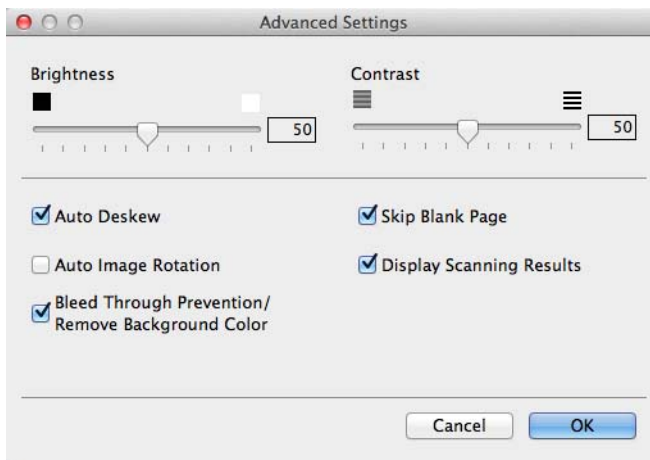 Advanced Settings
Brightness
Contrast
50
50
Auto Deskew
Skip Blank Page
Auto Image Rotation
Display Scanning Results
Bleed Through Prevention/
Remove Background Color
Cancel
OK